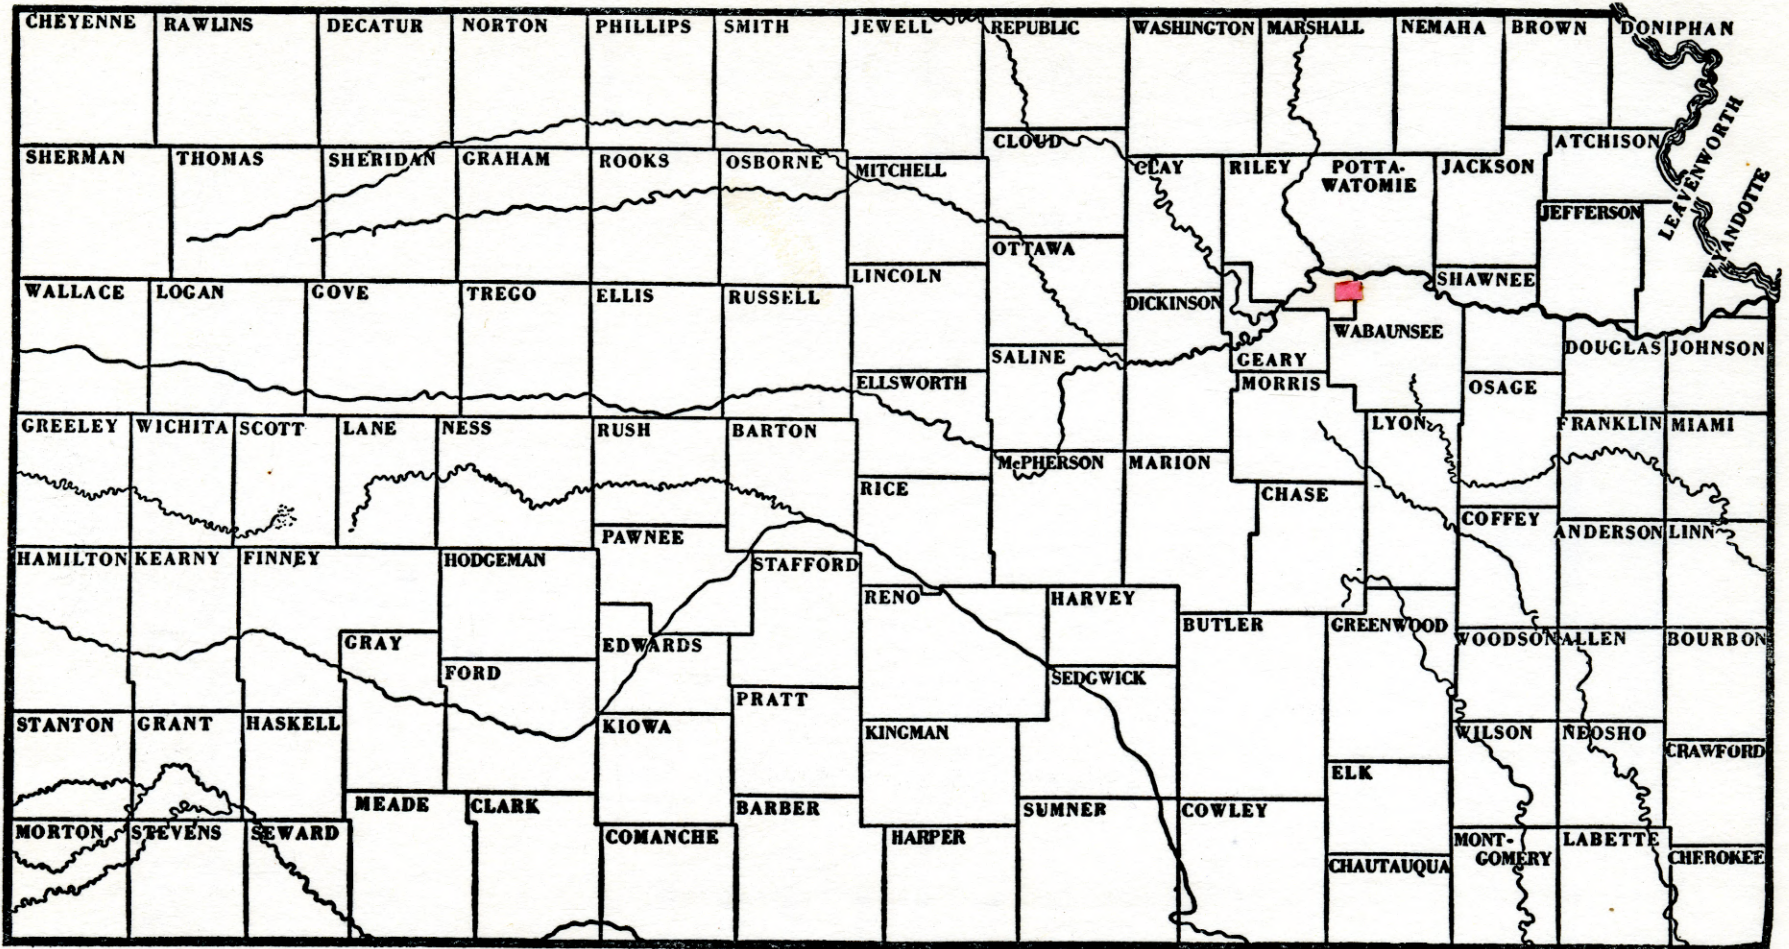 CHEYENNE
RAWLINS
DECATUR
NORTON
PHILLIPS
SMITH
JEWELL
REPUBLIC
WASHINGTON
MARSHALL
NEMAHA
BROWN
DONIPHAN
SHERMAN
THOMAS
SHERIDAN
GRAHAM
ROOKS
OSBORNE
MITCHELL
CLOUD
CLAY
RILEY
POTTA-
WATOMIE
JACKSON
ATCHISON
LEAVENWORTH
WYANDOTTE
JEFFERSON
WALLACE
LOGAN
GOVE
TREGO
ELLIS
RUSSELL
LINCOLN
OTTAWA
DICKINSON
SHAWNEE
WABAUNSEE
GEARY
DOUGLAS
JOHNSON
SALINE
ELLSWORTH
MORRIS
OSAGE
GREELEY
WICHITA
SCOTT
LANE
NESS
RUSH
BARTON
LYON
FRANKLIN
MIAMI
McPHERSON
MARION
RICE
CHASE
COFFEY
ANDERSON
LINN
HAMILTON
KEARNY
FINNEY
HODGEMAN
PAWNEE
STAFFORD
RENO
HARVEY
BUTLER
GREENWOOD
WOODSON
ALLEN
BOURBON
GRAY
FORD
EDWARDS
PRATT
SEDGWICK
STANTON
GRANT
HASKELL
KIOWA
KINGMAN
WILSON
NEOSHO
CRAWFORD
ELK
MEADE
CLARK
BARBER
SUMNER
COWLEY
MORTON
STEVENS
SEWARD
COMANCHE
HARPER
MONT-
GOMERY
LABETTE
CHAUTAUQUA
CHEROKEE